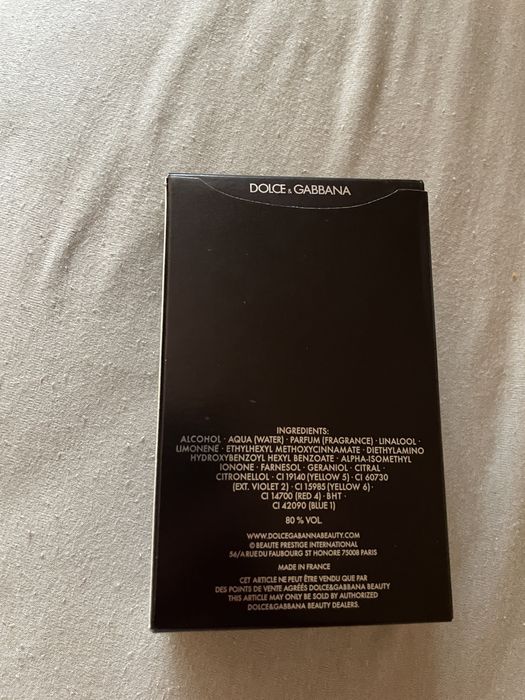 DOLCE & GABBANA
INGREDIENTS:
ALCOHOL · AQUA (WATER) · PARFUM (FRAGRANCE) · LINALOOL ·
LIMONENE · ETHYLHEXYL METHOXYCINNAMATE · DIETHYLAMINO
HYDROXYBENZOYL HEXYL BENZOATE · ALPHA-ISOMETHYL
IONONE · FARNESOL · GERANIOL · CITRAL ·
CITRONELLOL · CI 19140 (YELLOW 5) · CI 60730
(EXT. VIOLET 2) · CI 15985 (YELLOW 6) ·
CI 14700 (RED 4) · BHT ·
CI 42090 (BLUE 1)
80 % VOL.
WWW.DOLCEGABBANABEAUTY.COM
© BEAUTE PRESTIGE INTERNATIONAL
56/A RUE DU FAUBOURG ST HONORE 75008 PARIS
MADE IN FRANCE
CET ARTICLE NE PEUT ÊTRE VENDU QUE PAR
DES POINTS DE VENTE AGRÉÉS DOLCE&GABBANA BEAUTY
THIS ARTICLE MAY ONLY BE SOLD BY AUTHORIZED
DOLCE&GABBANA BEAUTY DEALERS.